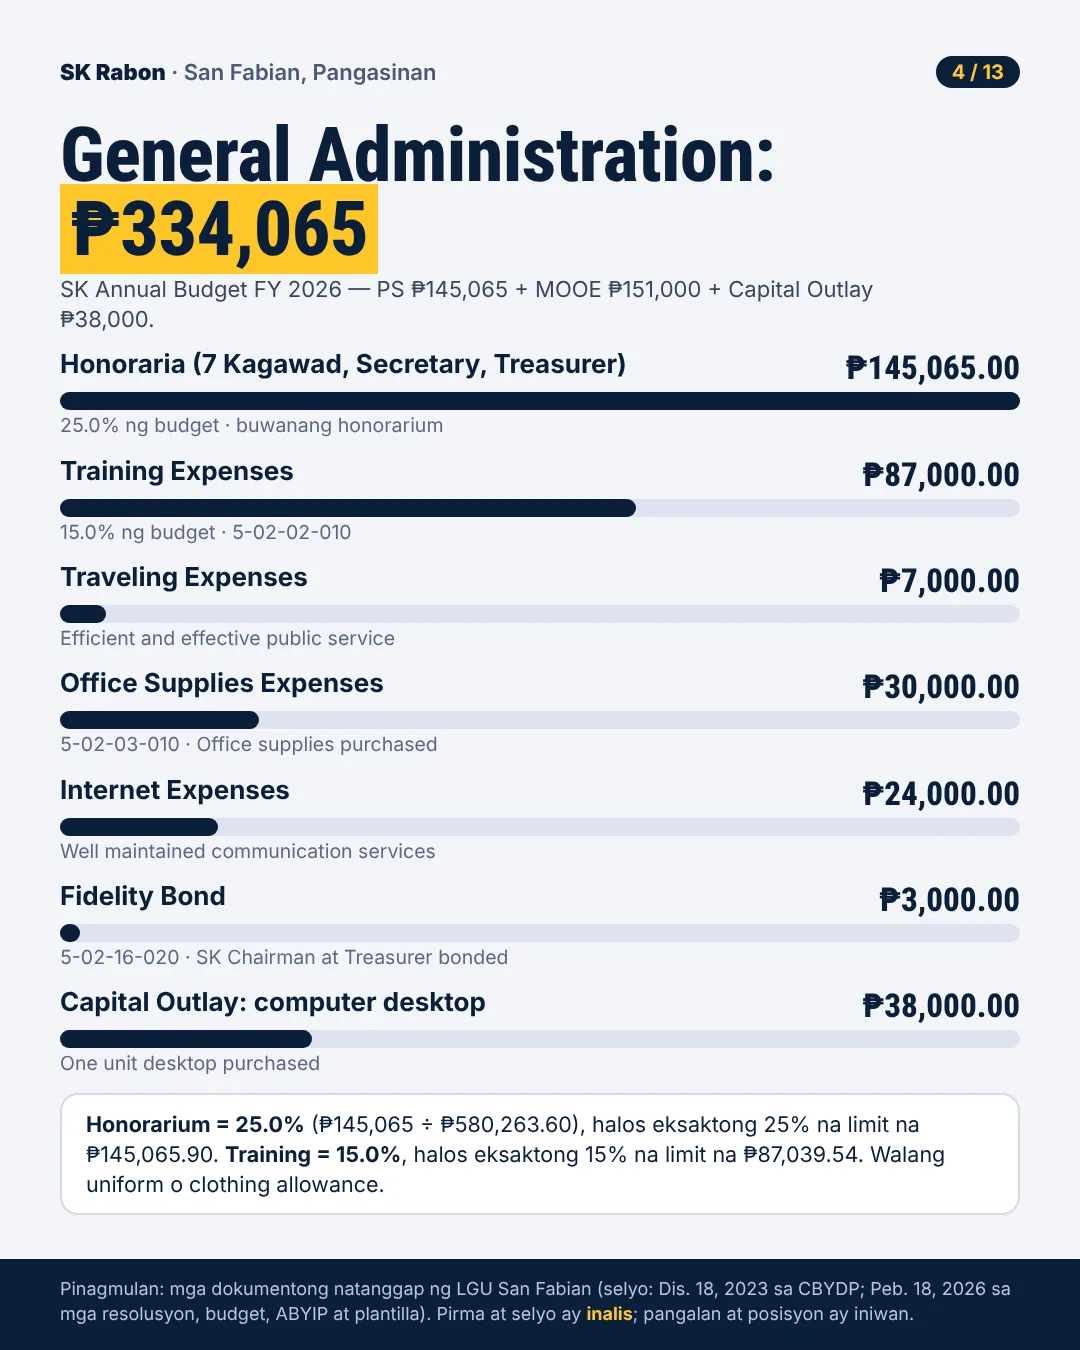 SK Rabon · San Fabian, Pangasinan
4 / 13
General Administration:
₱334,065
SK Annual Budget FY 2026 — PS ₱145,065 + MOOE ₱151,000 + Capital Outlay
₱38,000.
Honoraria (7 Kagawad, Secretary, Treasurer)
₱145,065.00
25.0% ng budget · buwanang honorarium
Training Expenses
₱87,000.00
15.0% ng budget · 5-02-02-010
Traveling Expenses
₱7,000.00
Efficient and effective public service
Office Supplies Expenses
₱30,000.00
5-02-03-010 · Office supplies purchased
Internet Expenses
₱24,000.00
Well maintained communication services
Fidelity Bond
₱3,000.00
5-02-16-020 · SK Chairman at Treasurer bonded
Capital Outlay: computer desktop
₱38,000.00
One unit desktop purchased
Honorarium = 25.0% (₱145,065 ÷ ₱580,263.60), halos eksaktong 25% na limit na
₱145,065.90. Training = 15.0%, halos eksaktong 15% na limit na ₱87,039.54. Walang
uniform o clothing allowance.
Pinagmulan: mga dokumentong natanggap ng LGU San Fabian (selyo: Dis. 18, 2023 sa CBYDP; Peb. 18, 2026 sa
mga resolusyon, budget, ABYIP at plantilla). Pirma at selyo ay inalis; pangalan at posisyon ay iniwan.